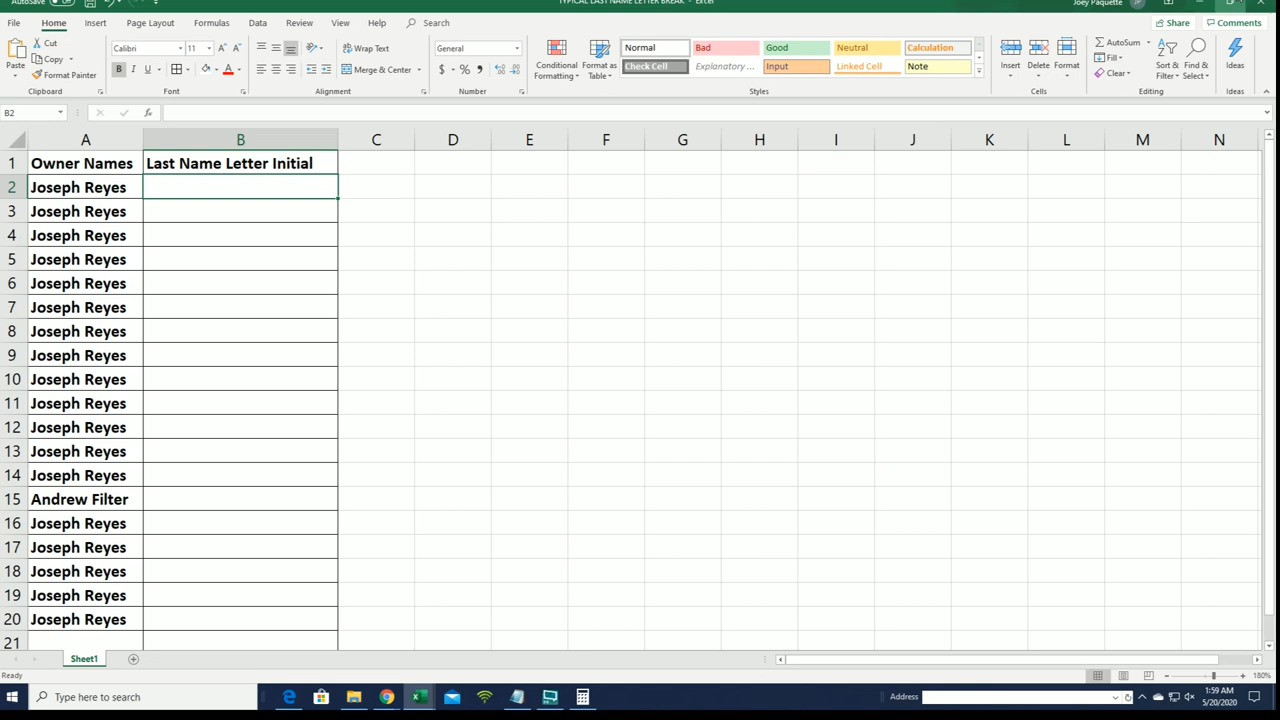 AutoSave
TYPICAL LAST NAME LETTER BREAK - Excel
Joey Paquette
JP
File Home Insert Page Layout Formulas Data Review View Help Search
Share Comments
Paste
Cut
Copy
Format Painter
Calibri 11
B I U
Wrap Text
Merge & Center
General
$ % 9
Conditional Formatting
Format as Table
Normal Bad Good Neutral Calculation
Check Cell Explanatory ... Input Linked Cell Note
Insert Delete Format
AutoSum
Fill
Clear
Sort & Filter
Find & Select
Ideas
Clipboard Font Alignment Number Styles Cells Editing Ideas
B2
fx
A B C D E F G H I J K L M N
1 Owner Names Last Name Letter Initial
2 Joseph Reyes
3 Joseph Reyes
4 Joseph Reyes
5 Joseph Reyes
6 Joseph Reyes
7 Joseph Reyes
8 Joseph Reyes
9 Joseph Reyes
10 Joseph Reyes
11 Joseph Reyes
12 Joseph Reyes
13 Joseph Reyes
14 Joseph Reyes
15 Andrew Filter
16 Joseph Reyes
17 Joseph Reyes
18 Joseph Reyes
19 Joseph Reyes
20 Joseph Reyes
21
Sheet1
Ready
180%
Type here to search
Address
1:59 AM
5/20/2020